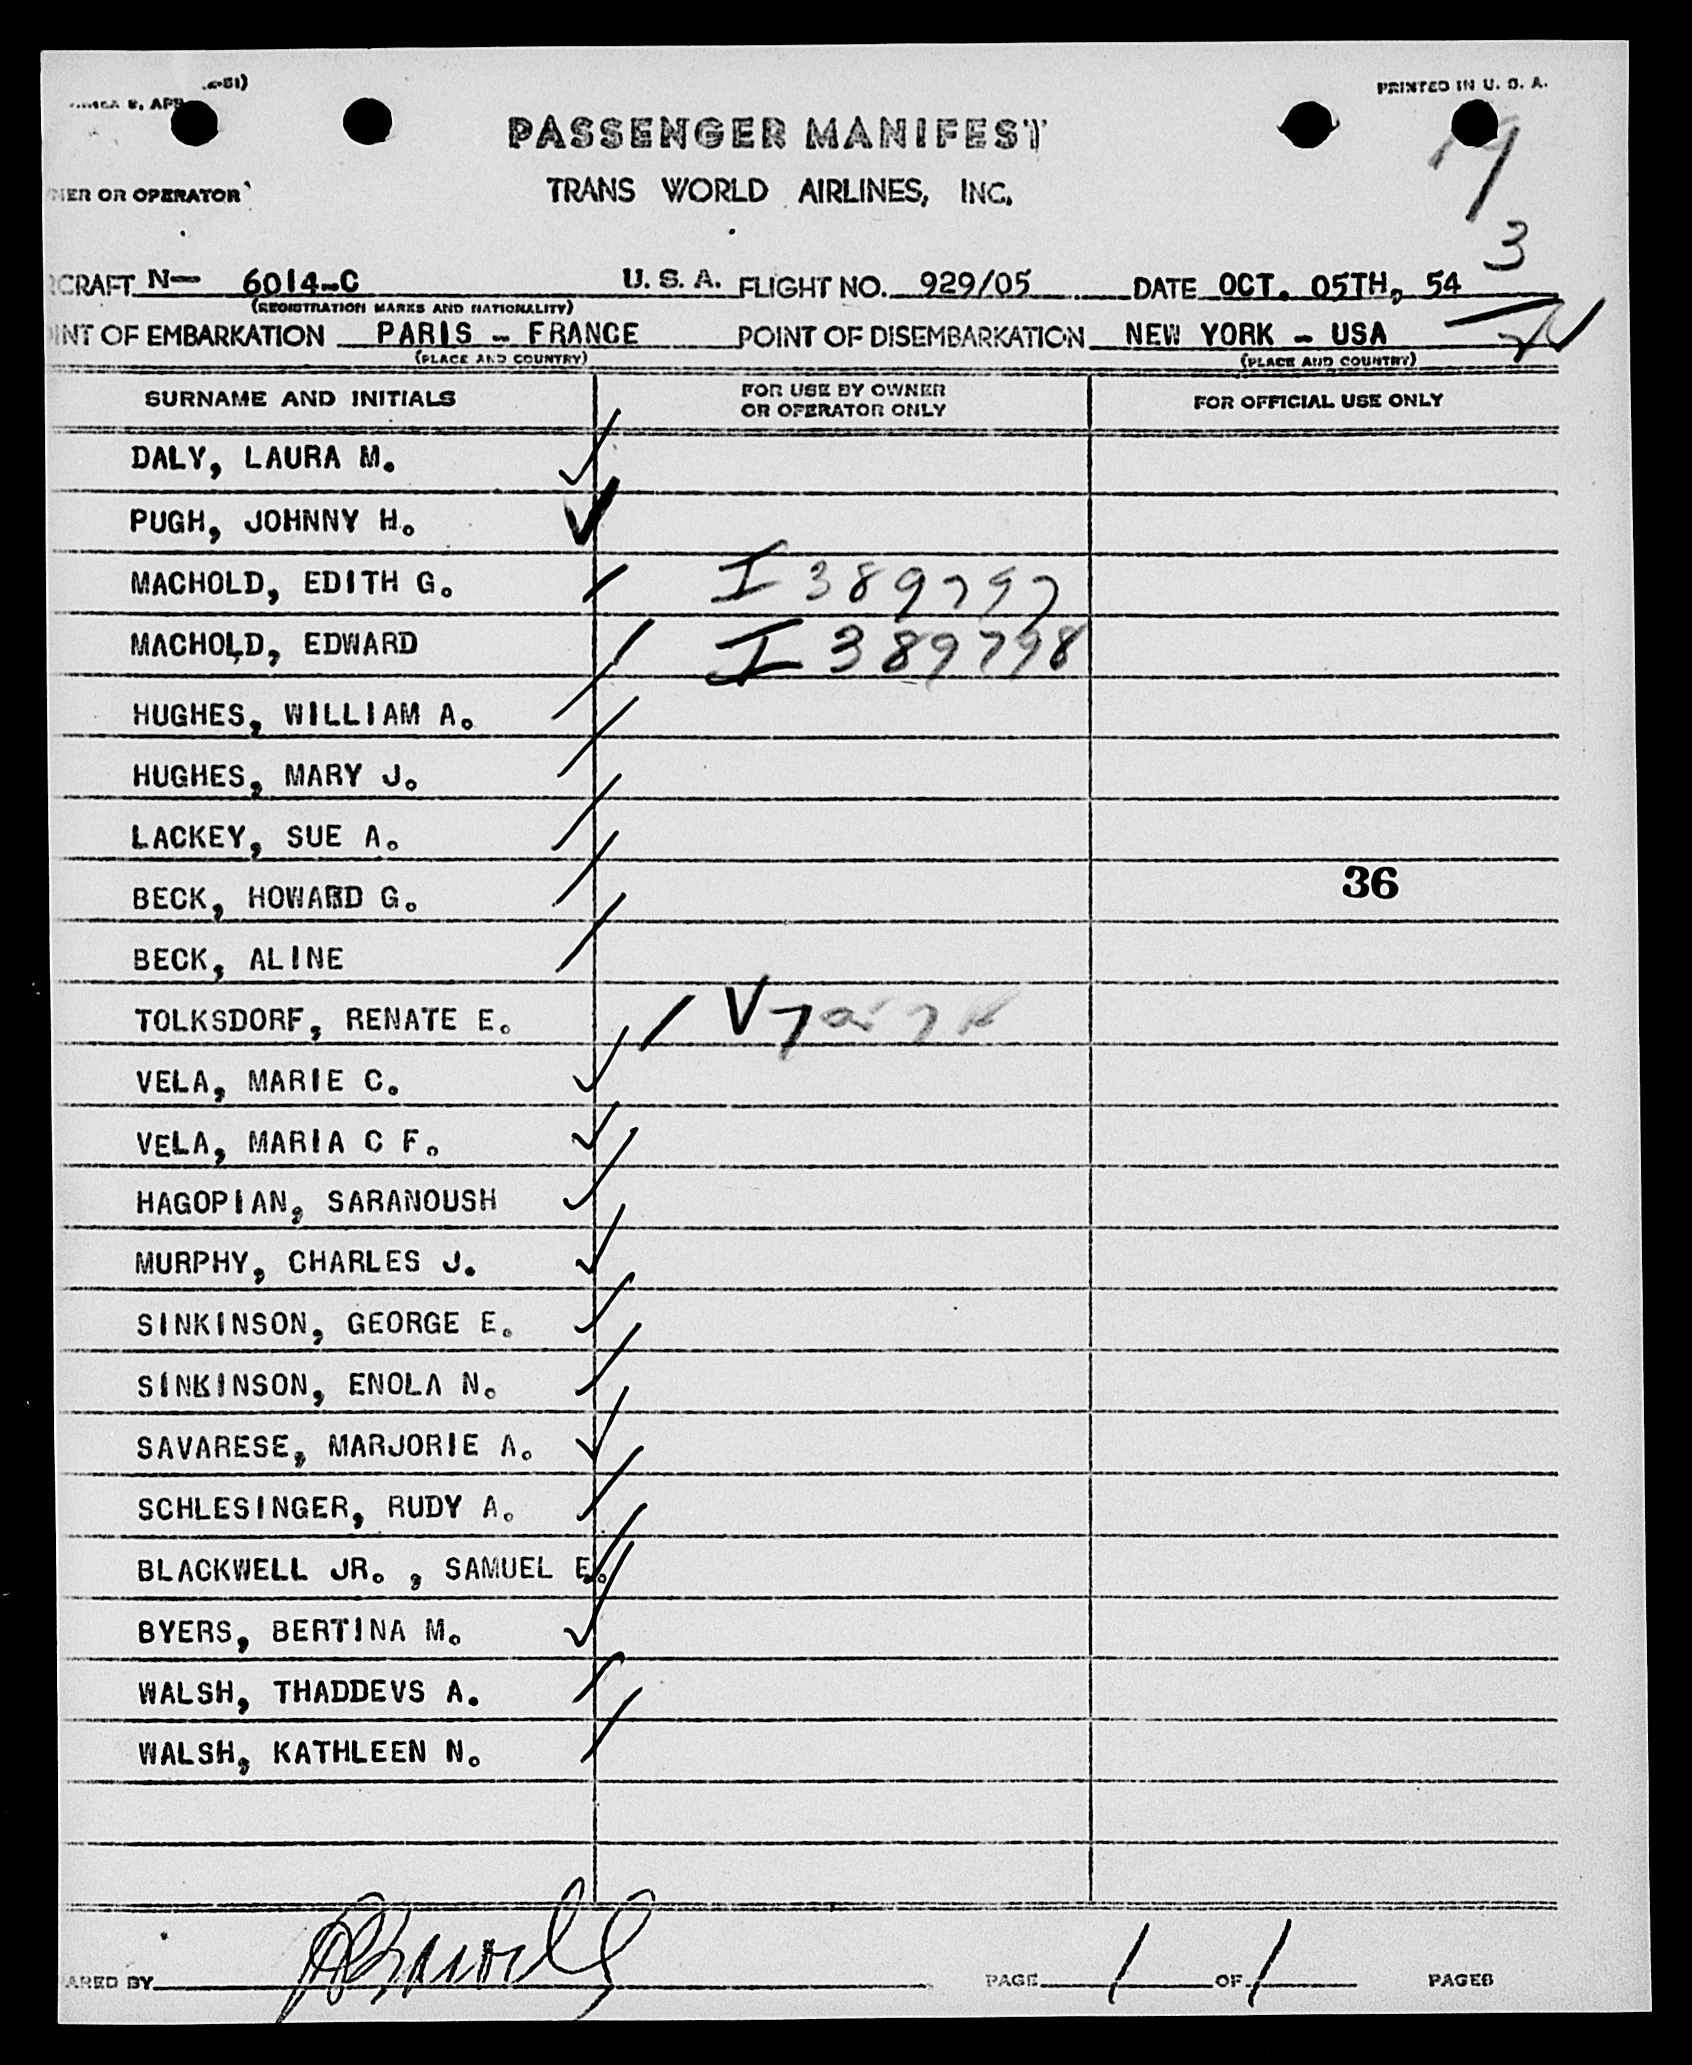 PRINTED IN U. S. A.
PASSENGER MANIFEST
OR OPERATOR
TRANS WORLD AIRLINES, INC.
3
N— 6014-C U. S. A. FLIGHT NO. 929/05 DATE OCT. 05TH, 54
(REGISTRATION MARKS AND NATIONALITY)
OF EMBARKATION PARIS - FRANCE POINT OF DISEMBARKATION NEW YORK - USA
(PLACE AND COUNTRY) (PLACE AND COUNTRY)
SURNAME AND INITIALS FOR USE BY OWNER OR OPERATOR ONLY FOR OFFICIAL USE ONLY
DALY, LAURA M.
PUGH, JOHNNY H.
MACHOLD, EDITH G. I 389797
MACHOLD, EDWARD I 389798
HUGHES, WILLIAM A.
HUGHES, MARY J.
LACKEY, SUE A.
36
BECK, HOWARD G.
BECK, ALINE
TOLKSDORF, RENATE E.
VELA, MARIE C.
VELA, MARIA C F.
HAGOPIAN, SARANOUSH
MURPHY, CHARLES J.
SINKINSON, GEORGE E.
SINKINSON, ENOLA N.
SAVARESE, MARJORIE A.
SCHLESINGER, RUDY A.
BLACKWELL JR. , SAMUEL E.
BYERS, BERTINA M.
WALSH, THADDEVS A.
WALSH, KATHLEEN N.
BY PAGE 1 OF 1 PAGES